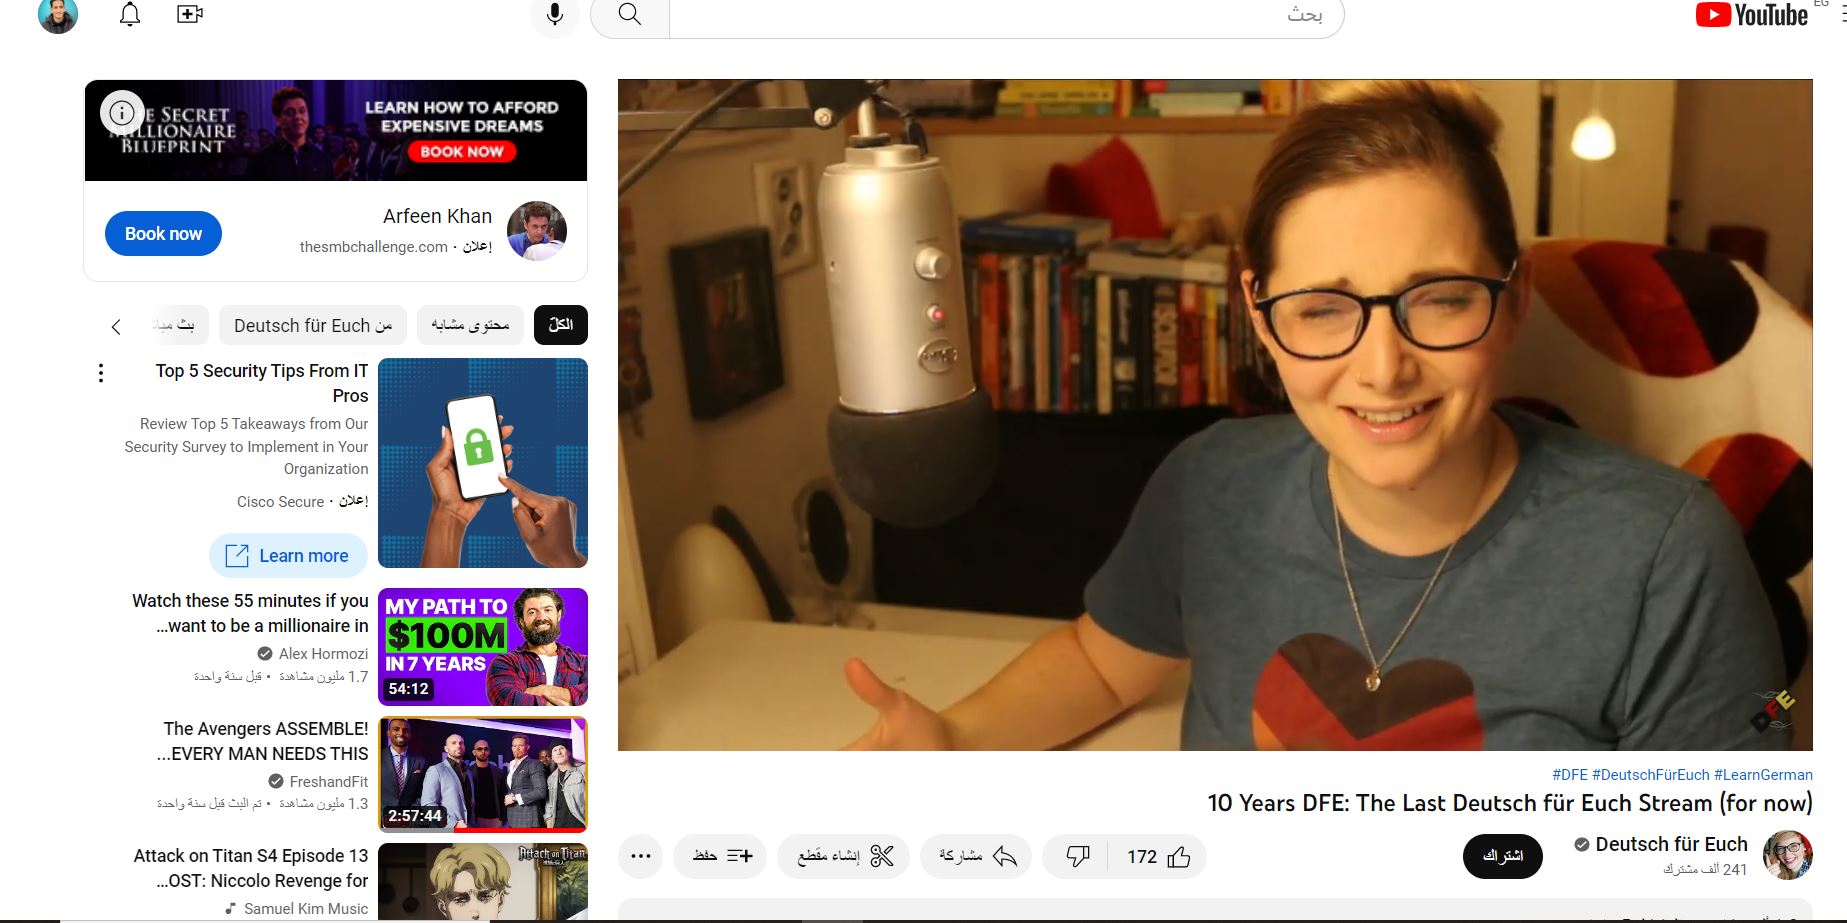 بحث
YouTube EG
THE SECRET
MILLIONAIRE
BLUEPRINT
LEARN HOW TO AFFORD
EXPENSIVE DREAMS
BOOK NOW
Arfeen Khan
إعلان · thesmbchallenge.com
Book now
الكلّ
محتوى مشابه
من Deutsch für Euch
بث
Top 5 Security Tips From IT
Pros
Review Top 5 Takeaways from Our
Security Survey to Implement in Your
Organization
إعلان · Cisco Secure
Learn more
MY PATH TO
$100M
IN 7 YEARS
54:12
Watch these 55 minutes if you
want to be a millionaire in...
Alex Hormozi
1.7 مليون مشاهدة • قبل سنة واحدة
2:57:44
The Avengers ASSEMBLE!
EVERY MAN NEEDS THIS...
FreshandFit
1.3 مليون مشاهدة • تم البث قبل سنة واحدة
Attack on Titan
Attack on Titan S4 Episode 13
OST: Niccolo Revenge for...
Samuel Kim Music
DFE
#DFE #DeutschFürEuch #LearnGerman
10 Years DFE: The Last Deutsch für Euch Stream (for now)
Deutsch für Euch
241 ألف مشترك
اشتراك
172
مشاركة
إنشاء مقطع
حفظ